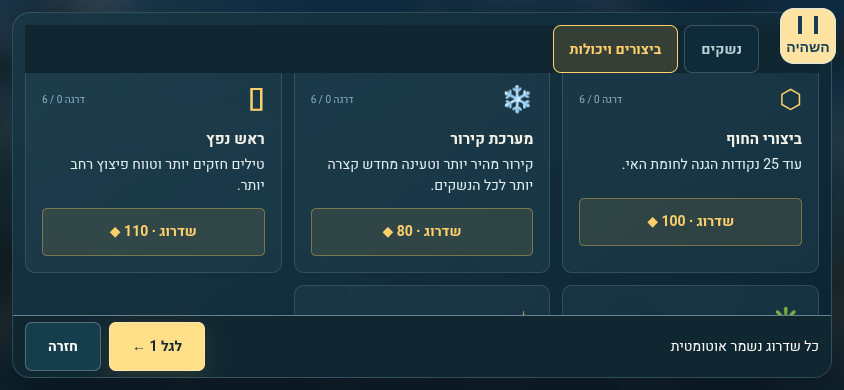 השהיה
נשקים
ביצורים ויכולות
דרגה 0 / 6
ביצורי החוף
עוד 25 נקודות הגנה לחומת האי.
שדרוג · 100 ◆
דרגה 0 / 6
מערכת קירור
קירור מהיר יותר וטעינה מחדש קצרה
יותר לכל הנשקים.
שדרוג · 80 ◆
דרגה 0 / 6
ראש נפץ
טילים חזקים יותר וטווח פיצוץ רחב
יותר.
שדרוג · 110 ◆
כל שדרוג נשמר אוטומטית
לגל 1 ←
חזרה